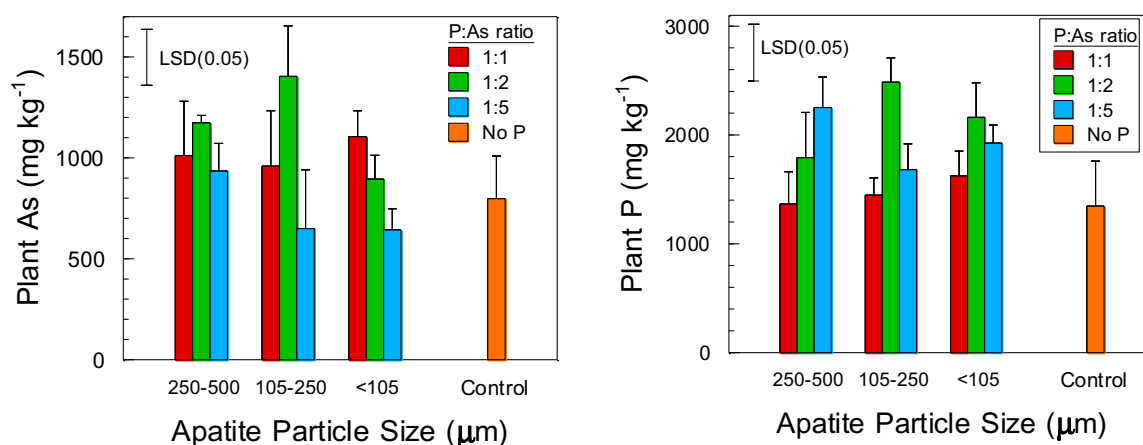 1500
1000
500
0
Plant As (mg kg⁻¹)
LSD(0.05)
P:As ratio
1:1
1:2
1:5
No P
250-500 105-250 <105 Control
Apatite Particle Size (μm)
3000
2000
1000
0
Plant P (mg kg⁻¹)
LSD(0.05)
P:As ratio
1:1
1:2
1:5
No P
250-500 105-250 <105 Control
Apatite Particle Size (μm)